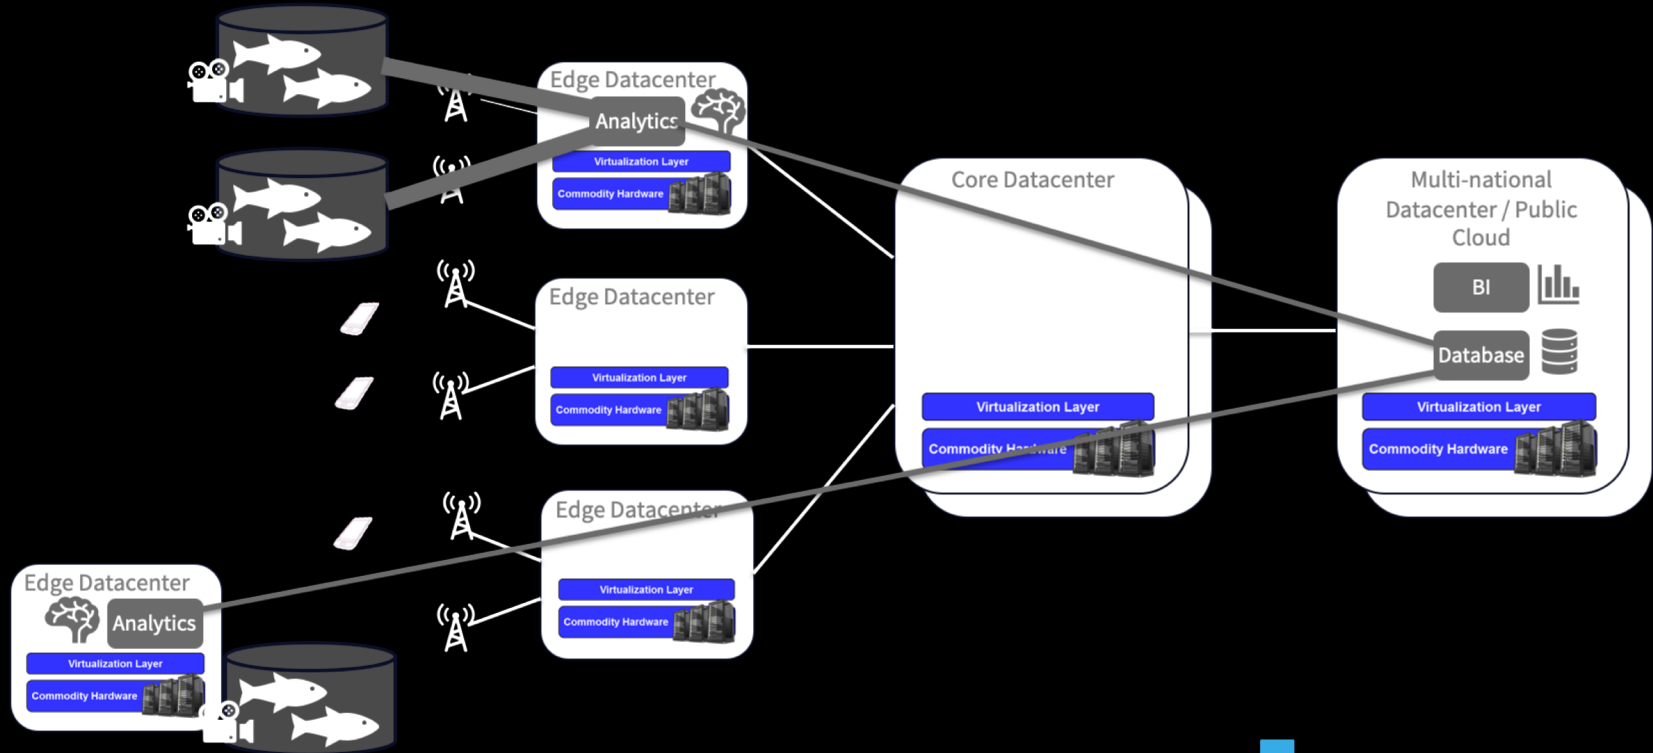 Edge Datacenter
Analytics
Virtualization Layer
Commodity Hardware
Edge Datacenter
Virtualization Layer
Commodity Hardware
Edge Datacenter
Virtualization Layer
Commodity Hardware
Edge Datacenter
Analytics
Virtualization Layer
Commodity Hardware
Core Datacenter
Virtualization Layer
Commodity Hardware
Multi-national
Datacenter / Public
Cloud
BI
Database
Virtualization Layer
Commodity Hardware